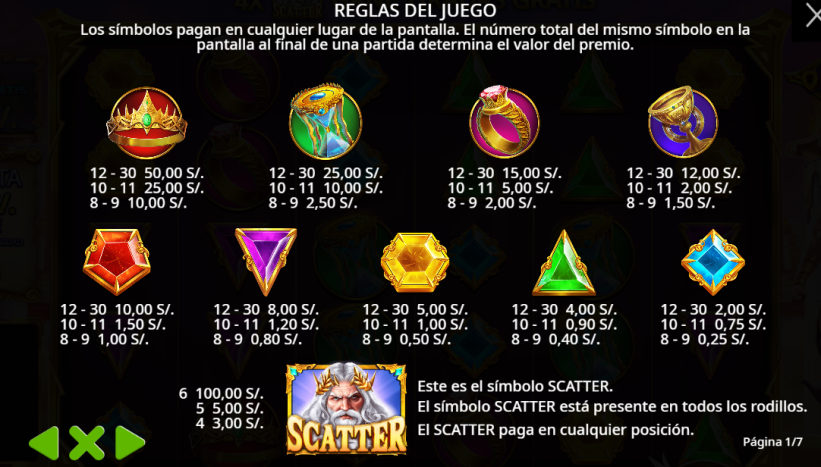 REGLAS DEL JUEGO
Los símbolos pagan en cualquier lugar de la pantalla. El número total del mismo símbolo en la
pantalla al final de una partida determina el valor del premio.
12 - 30 50,00 S/.
10 - 11 25,00 S/.
8 - 9 10,00 S/.
12 - 30 25,00 S/.
10 - 11 10,00 S/.
8 - 9 2,50 S/.
12 - 30 15,00 S/.
10 - 11 5,00 S/.
8 - 9 2,00 S/.
12 - 30 12,00 S/.
10 - 11 2,00 S/.
8 - 9 1,50 S/.
12 - 30 10,00 S/.
10 - 11 1,50 S/.
8 - 9 1,00 S/.
12 - 30 8,00 S/.
10 - 11 1,20 S/.
8 - 9 0,80 S/.
12 - 30 5,00 S/.
10 - 11 1,00 S/.
8 - 9 0,50 S/.
12 - 30 4,00 S/.
10 - 11 0,90 S/.
8 - 9 0,40 S/.
12 - 30 2,00 S/.
10 - 11 0,75 S/.
8 - 9 0,25 S/.
6 100,00 S/.
5 5,00 S/.
4 3,00 S/.
SCATTER
Este es el símbolo SCATTER.
El símbolo SCATTER está presente en todos los rodillos.
El SCATTER paga en cualquier posición.
Página 1/7